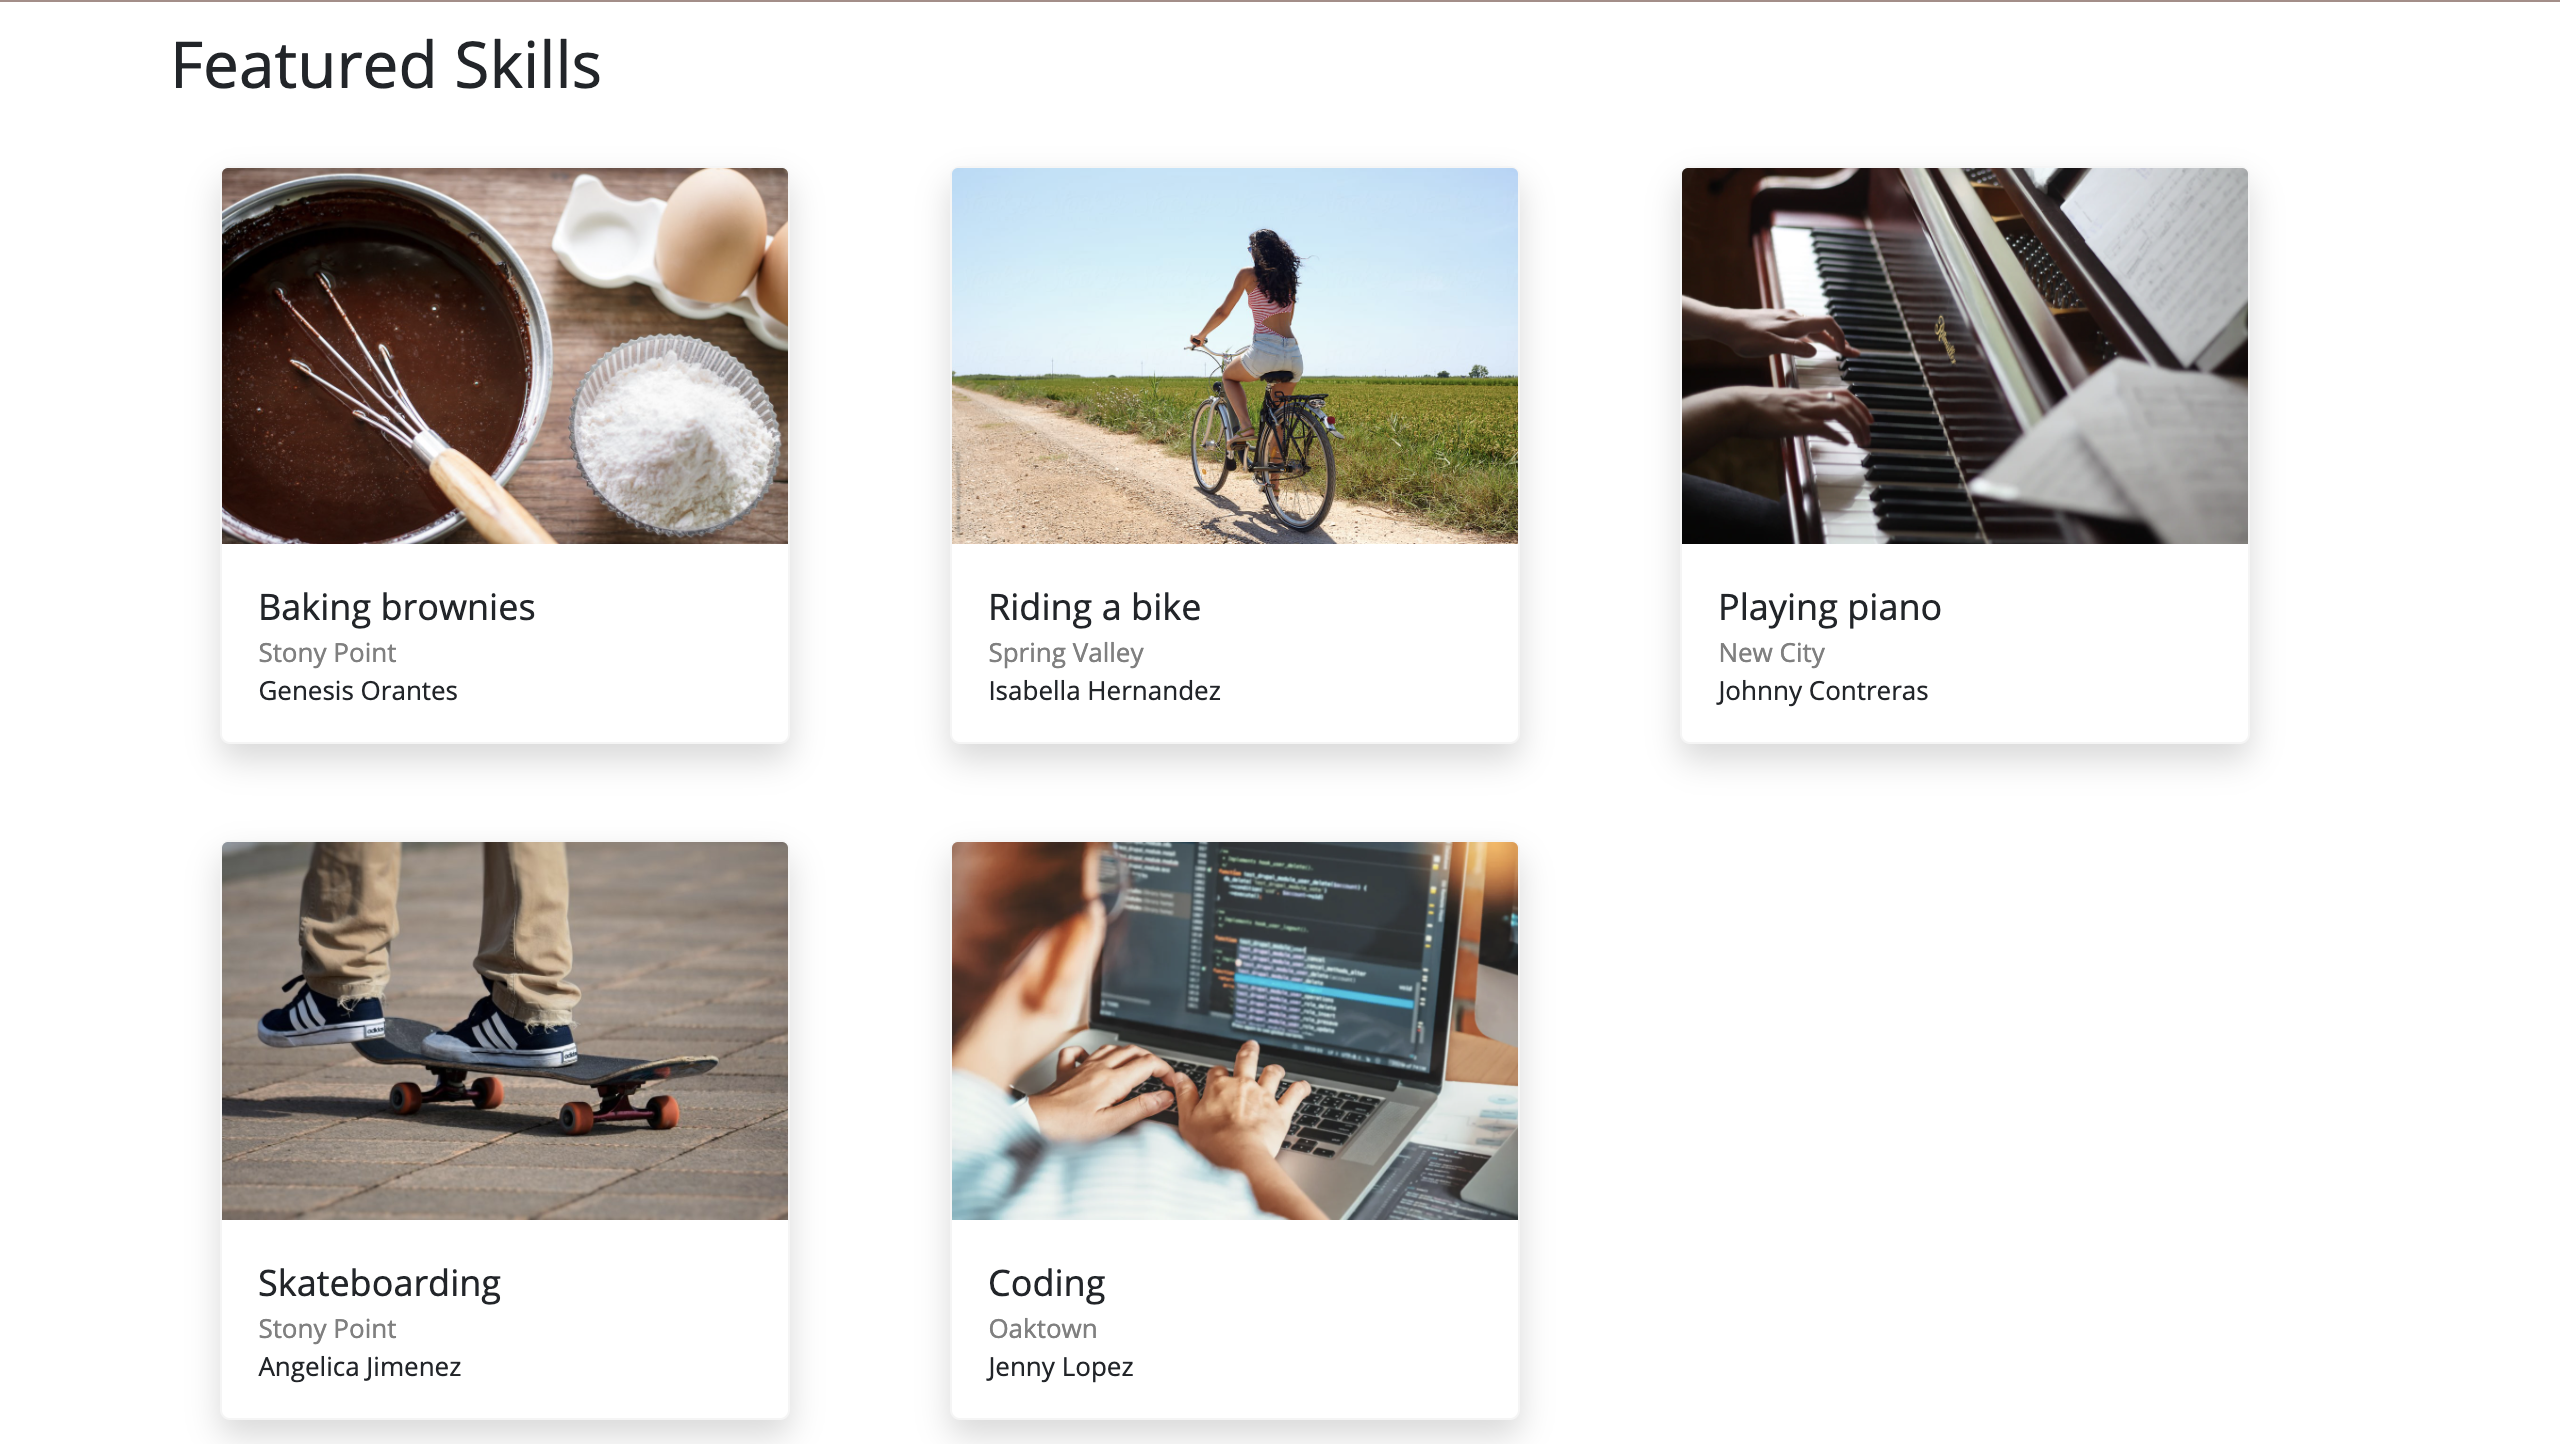 Featured Skills
Baking brownies
Stony Point
Genesis Orantes
Riding a bike
Spring Valley
Isabella Hernandez
Playing piano
New City
Johnny Contreras
Skateboarding
Stony Point
Angelica Jimenez
Coding
Oaktown
Jenny Lopez